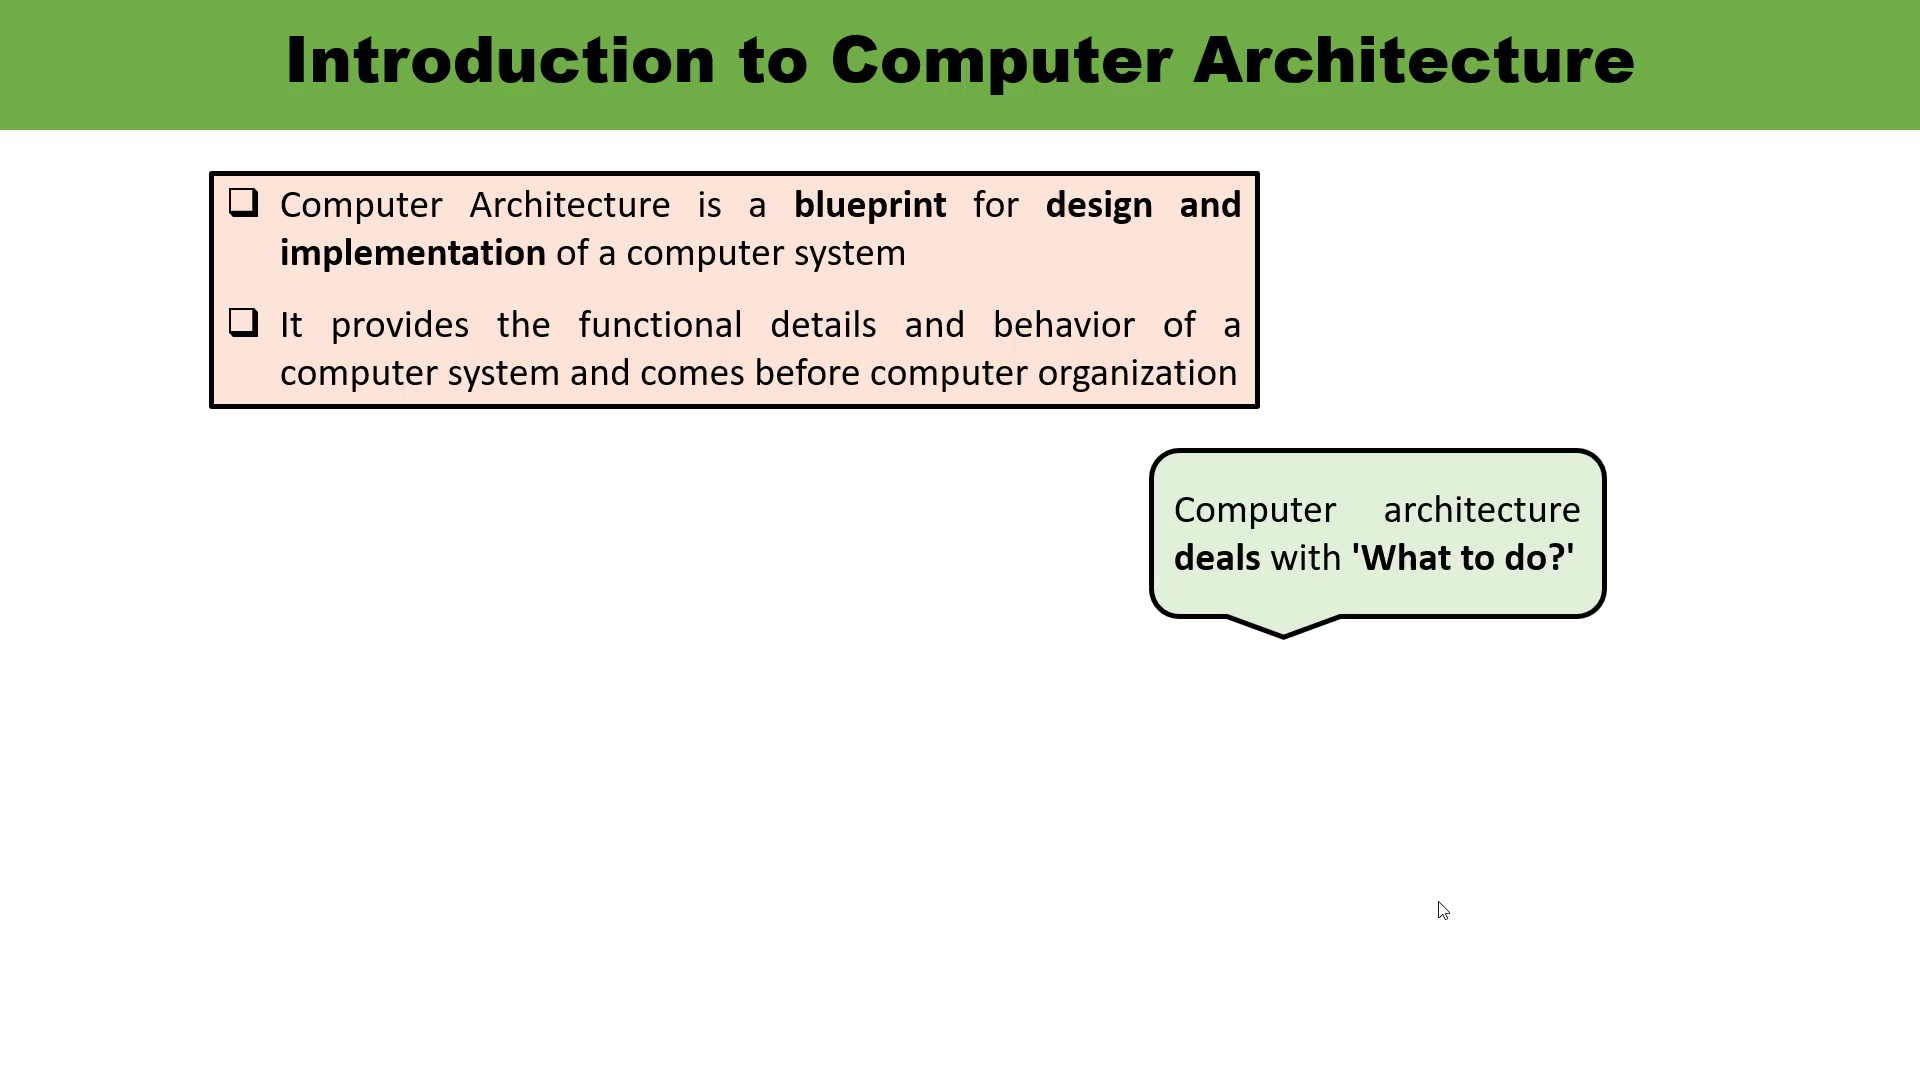 Introduction to Computer Architecture
❑ Computer Architecture is a blueprint for design and
implementation of a computer system
❑ It provides the functional details and behavior of a
computer system and comes before computer organization
Computer architecture
deals with 'What to do?'